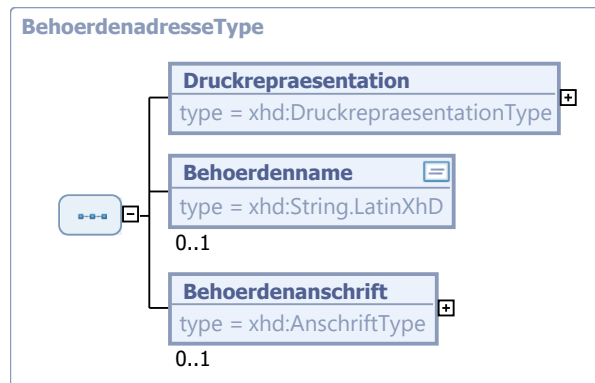 BehoerdenadresseType
Druckrepraesentation
type = xhd:DruckrepraesentationType
Behoerdenname
type = xhd:String.LatinXhD
0..1
Behoerdenanschrift
type = xhd:AnschriftType
0..1